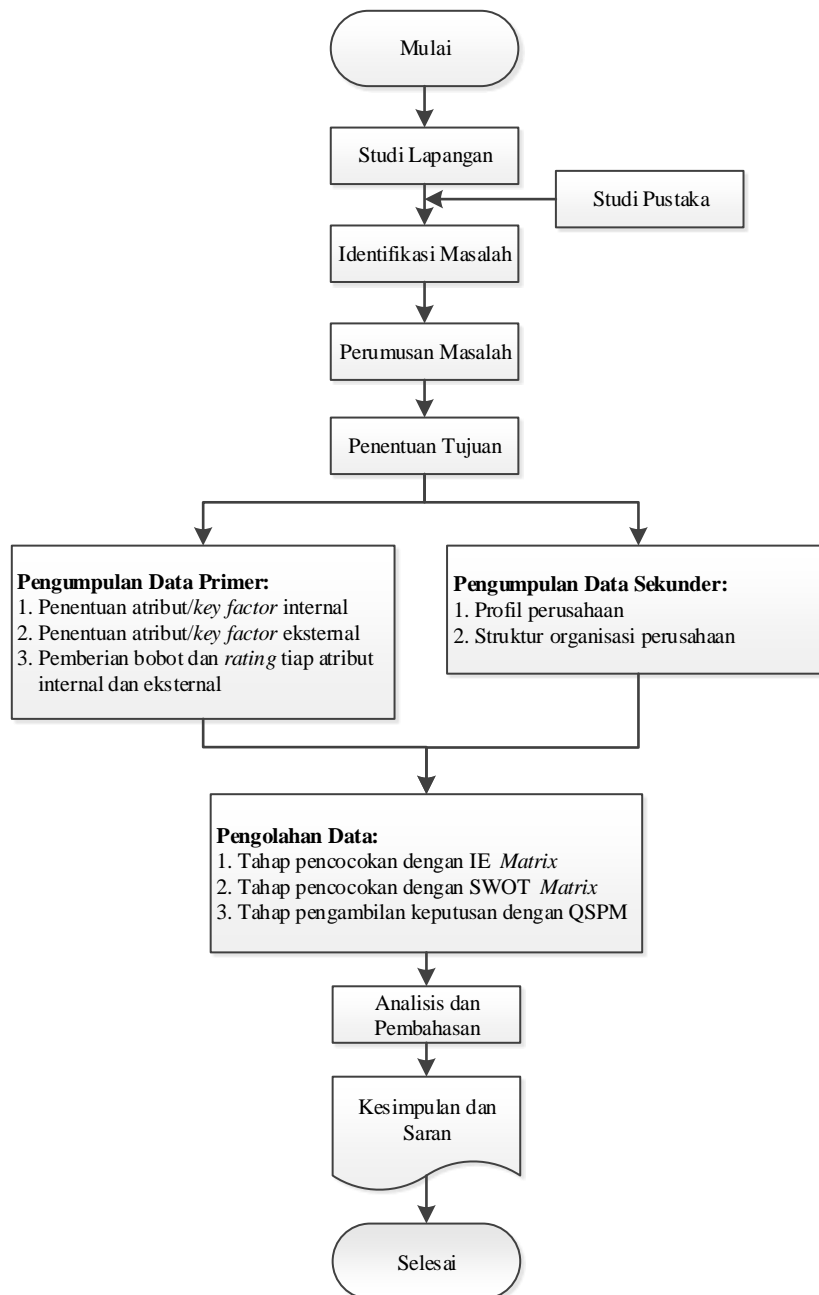 Mulai
Studi Lapangan
Studi Pustaka
Identifikasi Masalah
Perumusan Masalah
Penentuan Tujuan
Pengumpulan Data Primer:
1. Penentuan atribut/key factor internal
2. Penentuan atribut/key factor eksternal
3. Pemberian bobot dan rating tiap atribut
internal dan eksternal
Pengumpulan Data Sekunder:
1. Profil perusahaan
2. Struktur organisasi perusahaan
Pengolahan Data:
1. Tahap pencocokan dengan IE Matrix
2. Tahap pencocokan dengan SWOT Matrix
3. Tahap pengambilan keputusan dengan QSPM
Analisis dan
Pembahasan
Kesimpulan dan
Saran
Selesai